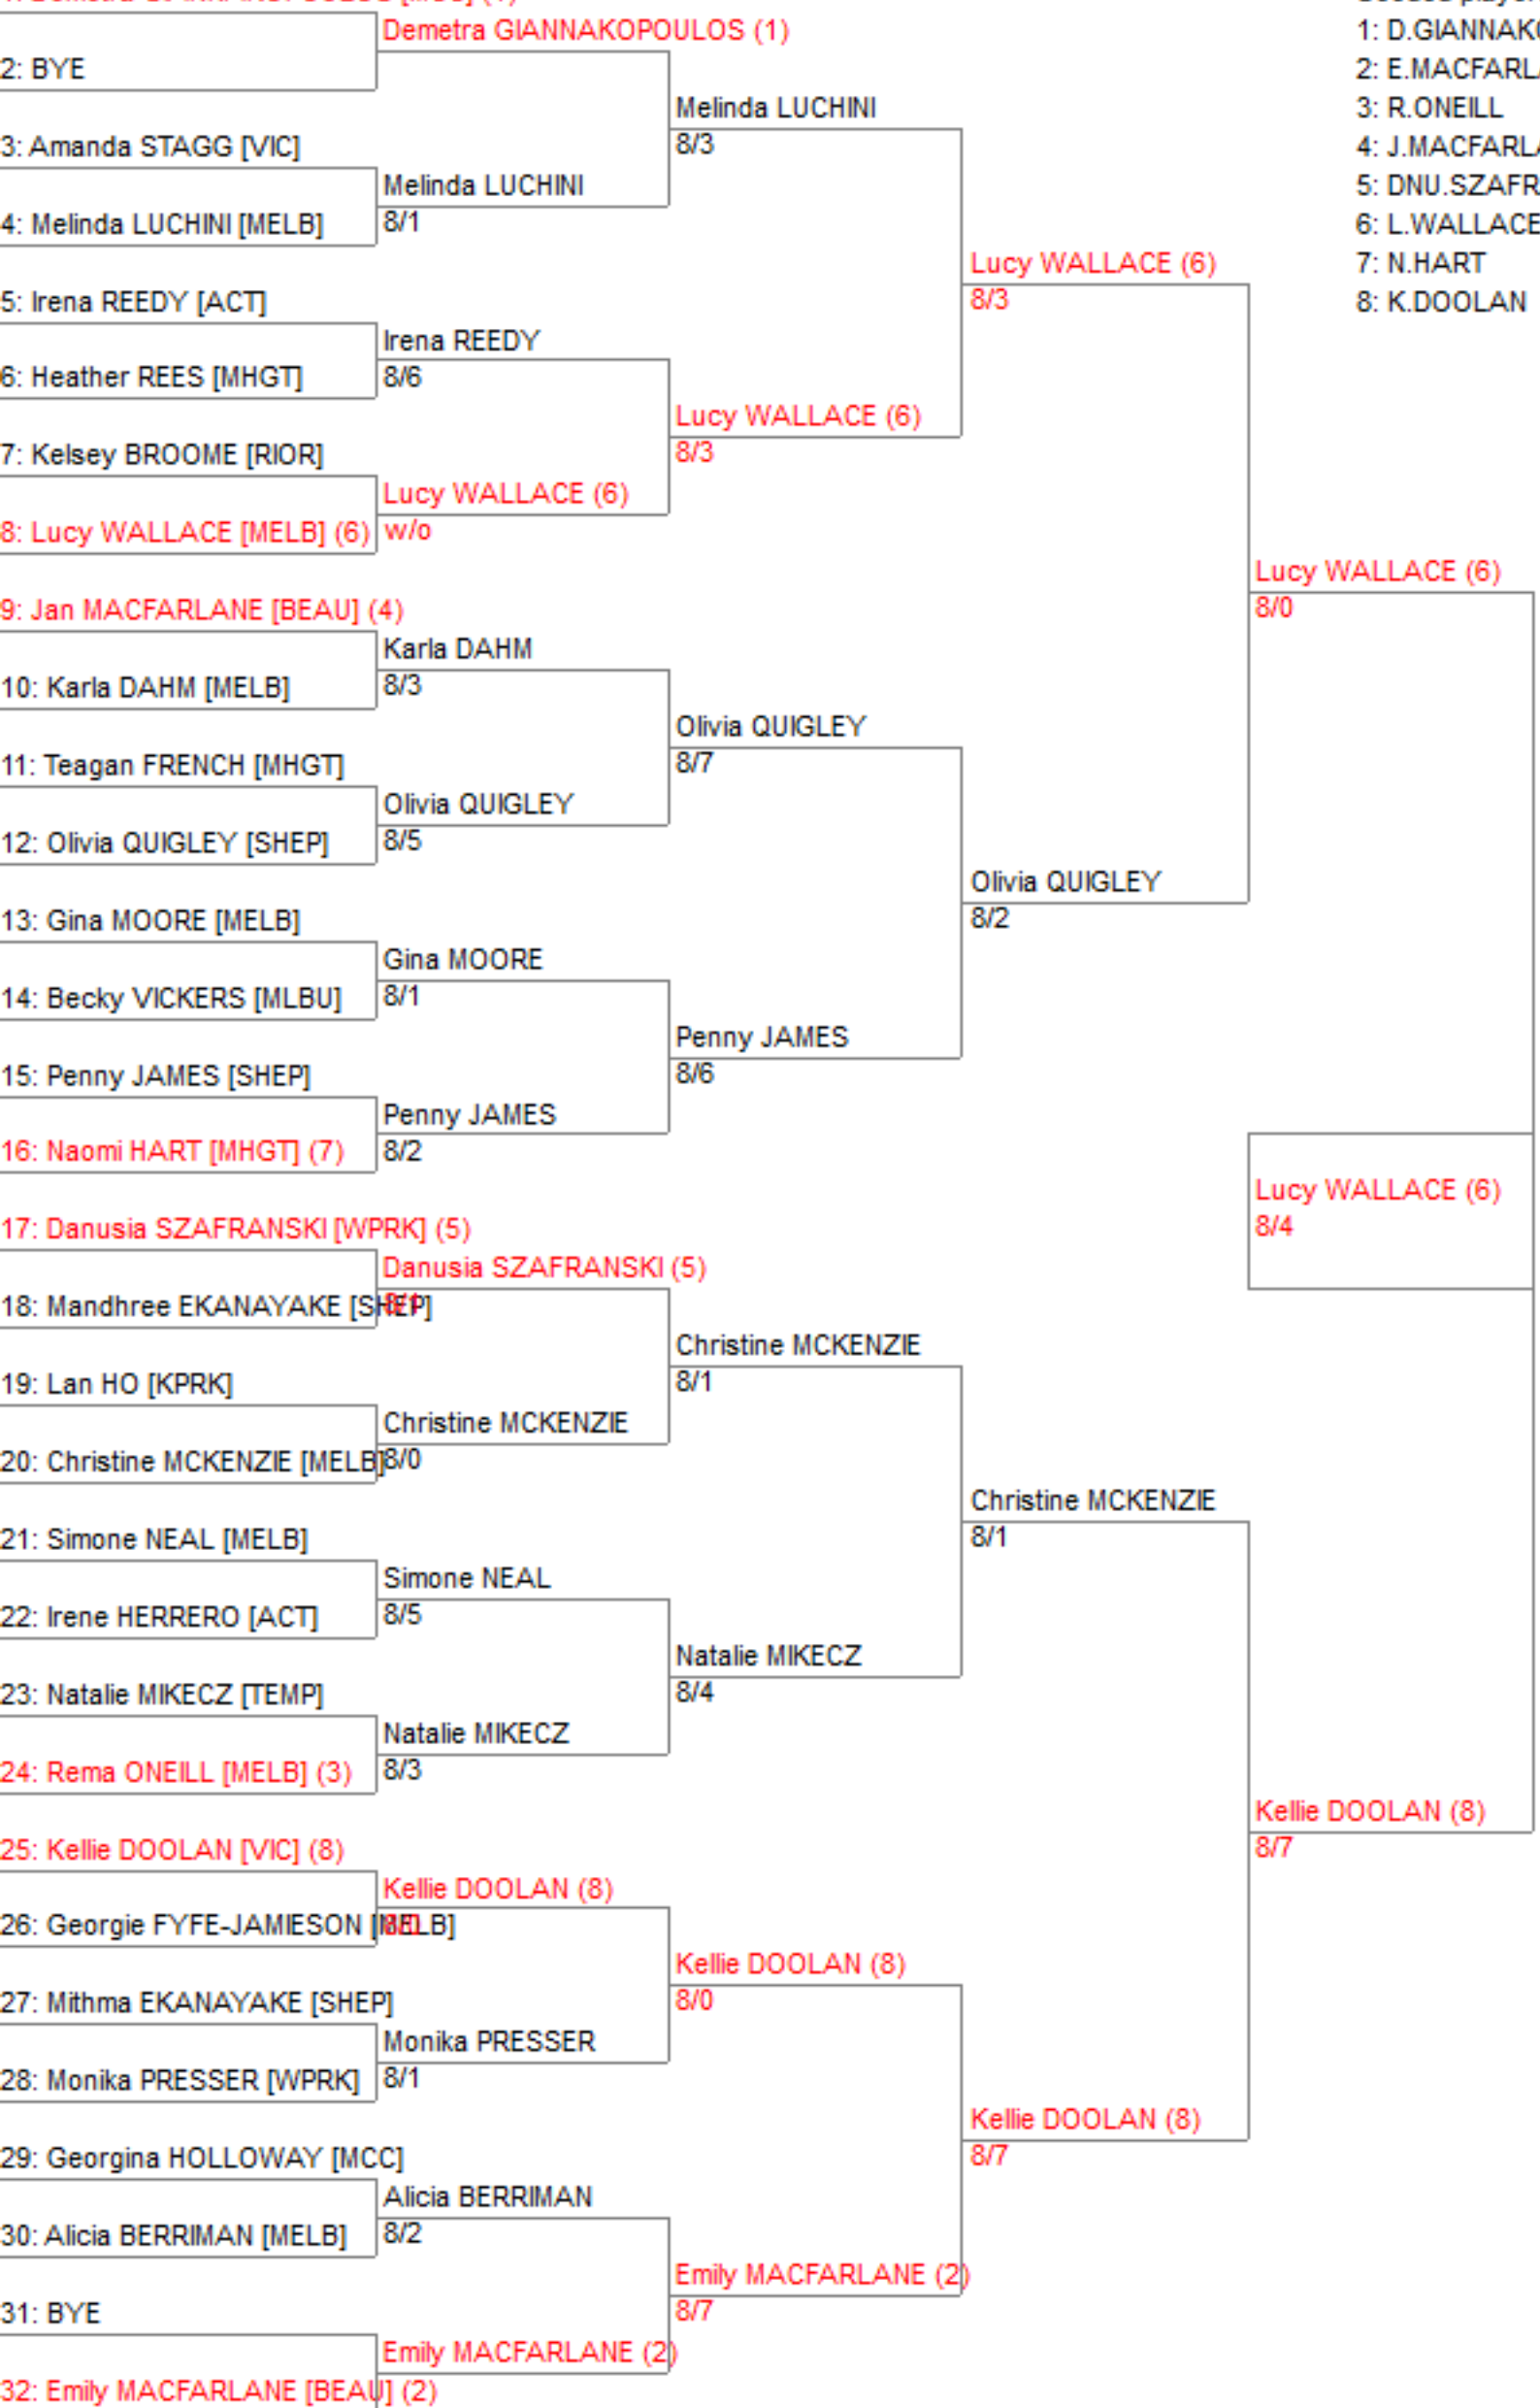 Demetra GIANNAKOPOULOS (1)
2: BYE
3: Amanda STAGG [VIC]
4: Melinda LUCHINI [MELB]
5: Irena REEDY [ACT]
6: Heather REES [MHGT]
7: Kelsey BROOME [RIOR]
8: Lucy WALLACE [MELB] (6)
9: Jan MACFARLANE [BEAU] (4)
10: Karla DAHM [MELB]
11: Teagan FRENCH [MHGT]
12: Olivia QUIGLEY [SHEP]
13: Gina MOORE [MELB]
14: Becky VICKERS [MLBU]
15: Penny JAMES [SHEP]
16: Naomi HART [MHGT] (7)
17: Danusia SZAFRANSKI [WPRK] (5)
18: Mandhree EKANAYAKE [SHEP]
19: Lan HO [KPRK]
20: Christine MCKENZIE [MELB]
21: Simone NEAL [MELB]
22: Irene HERRERO [ACT]
23: Natalie MIKECZ [TEMP]
24: Rema ONEILL [MELB] (3)
25: Kellie DOOLAN [VIC] (8)
26: Georgie FYFE-JAMIESON [MELB]
27: Mithma EKANAYAKE [SHEP]
28: Monika PRESSER [WPRK]
29: Georgina HOLLOWAY [MCC]
30: Alicia BERRIMAN [MELB]
31: BYE
32: Emily MACFARLANE [BEAU] (2)
Melinda LUCHINI
8/1
Irena REEDY
8/6
Lucy WALLACE (6)
w/o
Karla DAHM
8/3
Olivia QUIGLEY
8/5
Gina MOORE
8/1
Penny JAMES
8/2
Danusia SZAFRANSKI (5)
Christine MCKENZIE
8/0
Simone NEAL
8/5
Natalie MIKECZ
8/3
Kellie DOOLAN (8)
Monika PRESSER
8/1
Alicia BERRIMAN
8/2
Emily MACFARLANE (2)
Melinda LUCHINI
8/3
Lucy WALLACE (6)
8/3
Olivia QUIGLEY
8/7
Penny JAMES
8/6
Christine MCKENZIE
8/1
Natalie MIKECZ
8/4
Kellie DOOLAN (8)
8/0
Emily MACFARLANE (2)
8/7
Lucy WALLACE (6)
8/3
Olivia QUIGLEY
8/2
Christine MCKENZIE
8/1
Kellie DOOLAN (8)
8/7
Lucy WALLACE (6)
8/0
Kellie DOOLAN (8)
8/7
Lucy WALLACE (6)
8/4
1: D.GIANNAK
2: E.MACFARL
3: R.ONEILL
4: J.MACFARL
5: DNU.SZAFR
6: L.WALLACE
7: N.HART
8: K.DOOLAN